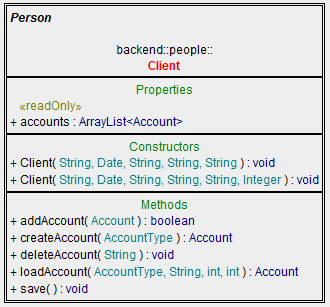 Person
backend::people::
Client
Properties
«readOnly»
+ accounts : ArrayList<Account>
Constructors
+ Client( String, Date, String, String, String ) : void
+ Client( String, Date, String, String, String, Integer ) : void
Methods
+ addAccount( Account ) : boolean
+ createAccount( AccountType ) : Account
+ deleteAccount( String ) : void
+ loadAccount( AccountType, String, int, int ) : Account
+ save( ) : void